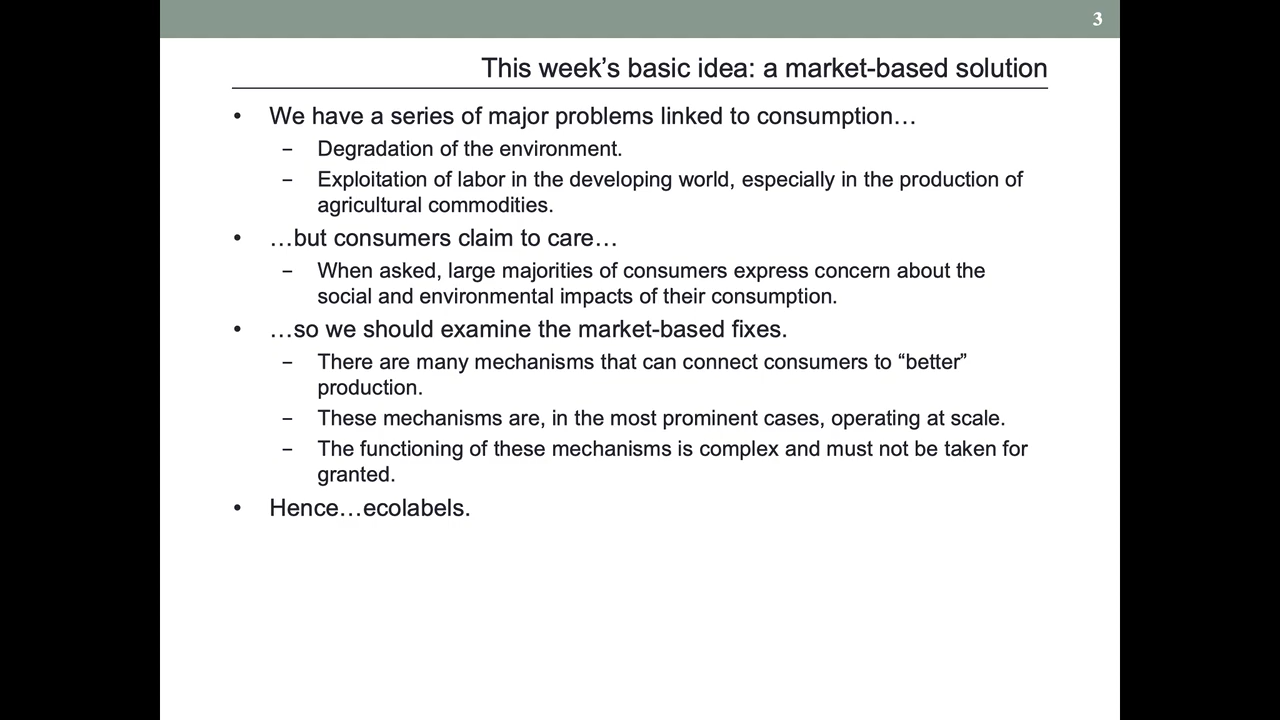 3
This week’s basic idea: a market-based solution
• We have a series of major problems linked to consumption…
– Degradation of the environment.
– Exploitation of labor in the developing world, especially in the production of
agricultural commodities.
• …but consumers claim to care…
– When asked, large majorities of consumers express concern about the
social and environmental impacts of their consumption.
• …so we should examine the market-based fixes.
– There are many mechanisms that can connect consumers to “better”
production.
– These mechanisms are, in the most prominent cases, operating at scale.
– The functioning of these mechanisms is complex and must not be taken for
granted.
• Hence…ecolabels.